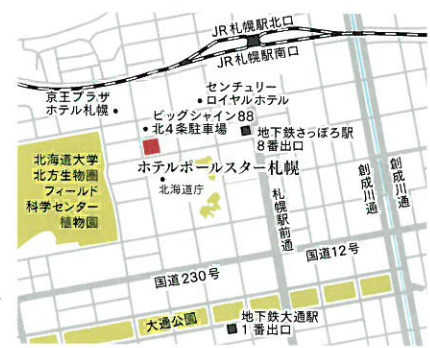 JR札幌駅北口
JR札幌駅南口
センチュリー
ロイヤルホテル
京王プラザ
ホテル札幌
ビッグシャイン88
北4条駐車場
地下鉄さっぽろ駅
8番出口
北海道大学
北方生物圏
フィールド
科学センター
植物園
ホテルポールスター札幌
北海道庁
札幌駅前通
創成川通
創成川通
国道12号
国道230号
大通公園
地下鉄大通駅
1番出口